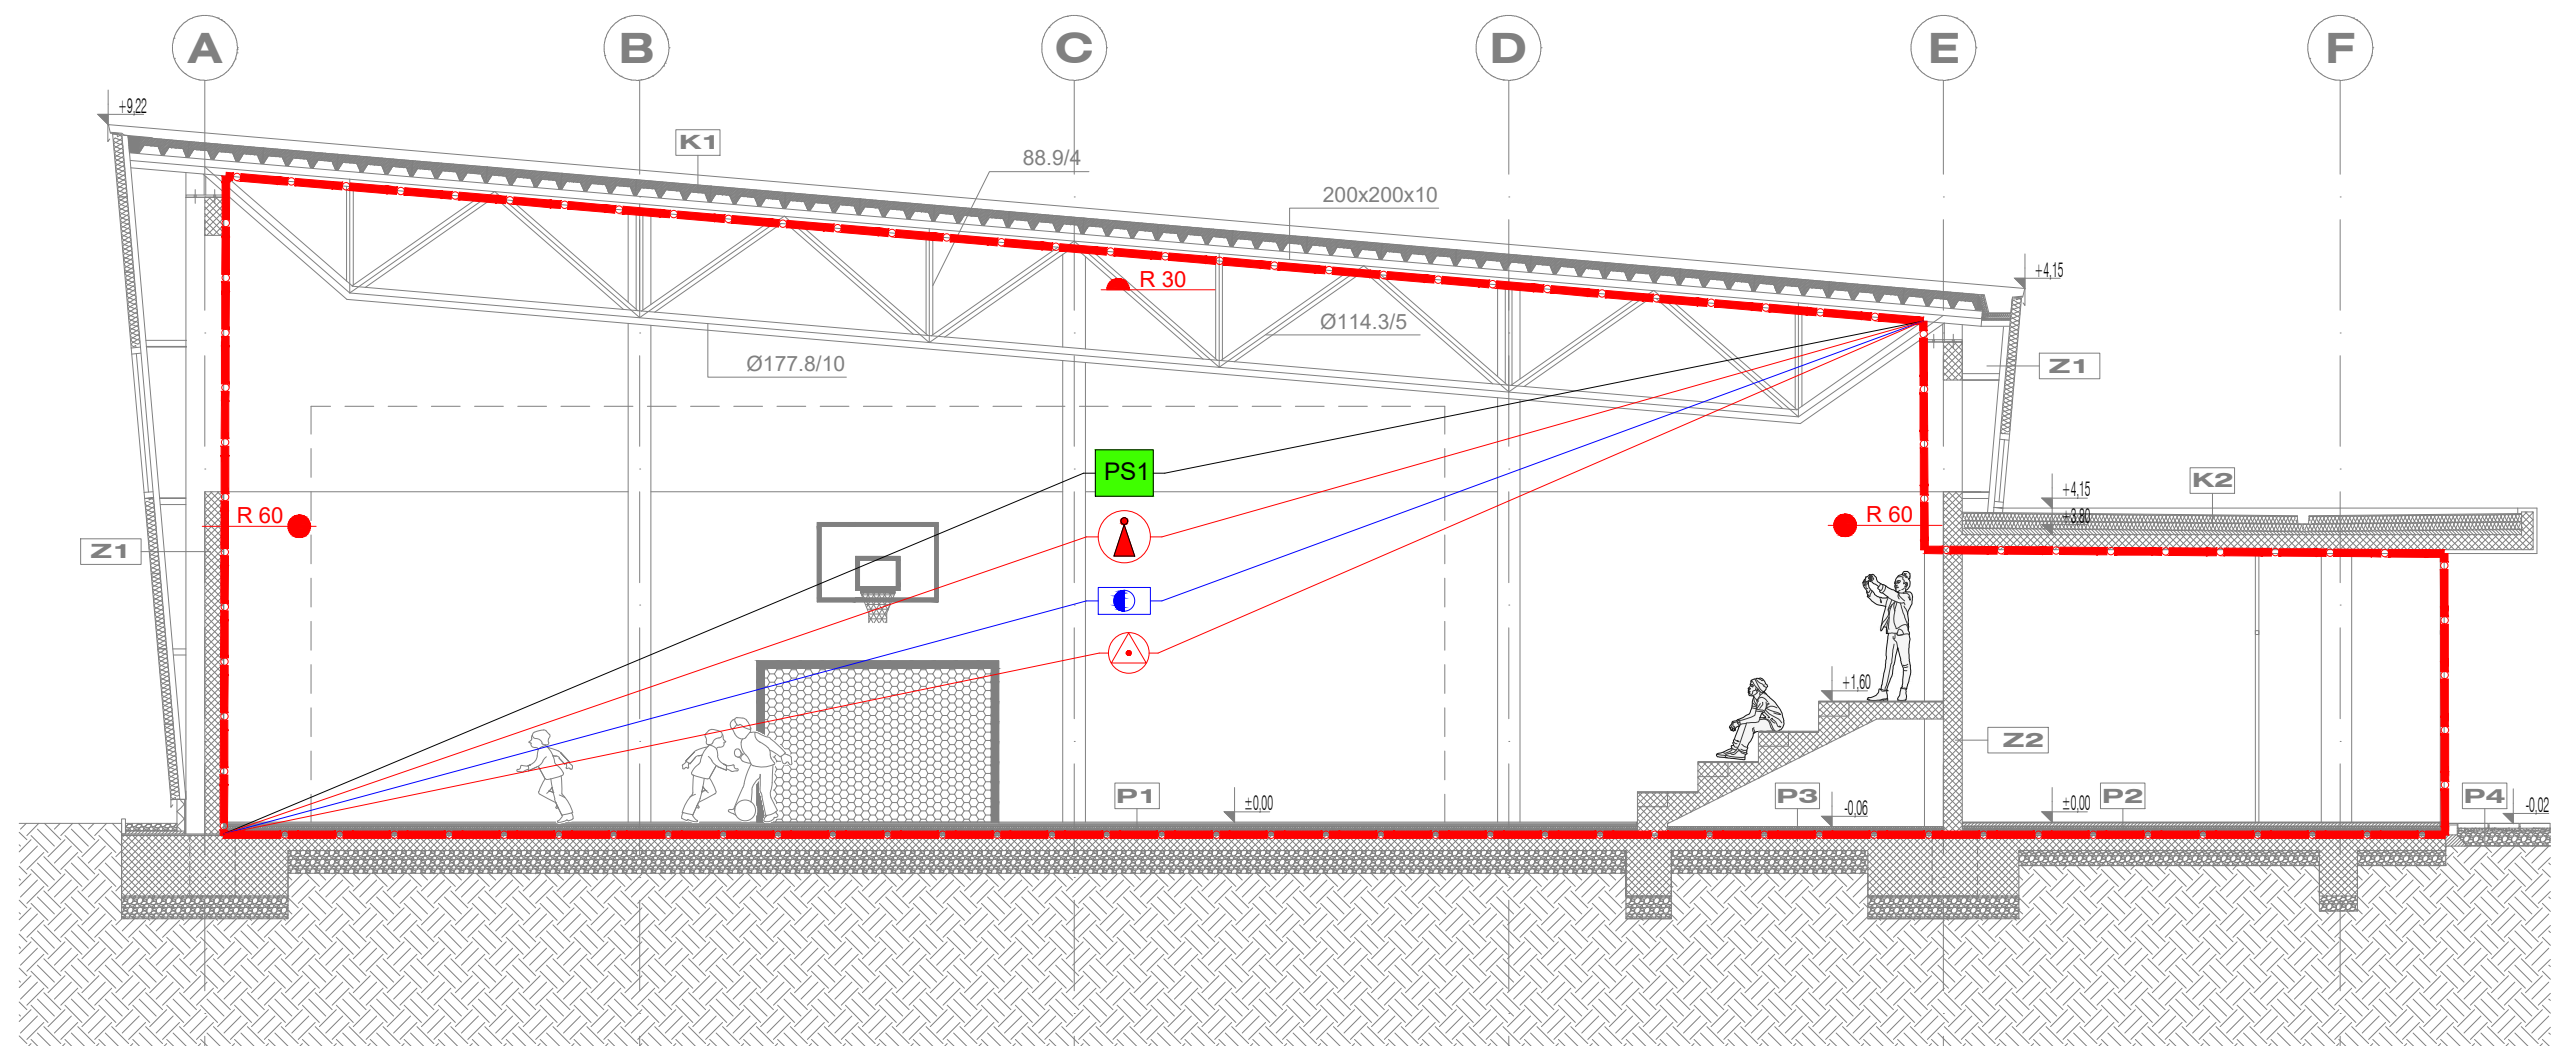 A B C D E F
+9,22
K1
88.9/4
200x200x10
+4,15
R 30
Ø114.3/5
Ø177.8/10
Z1
PS1
K2
+4,15
+3,80
R 60
R 60
Z1
+1,60
Z2
P1
±0,00
P3
-0,06
±0,00
P2
P4
-0,02